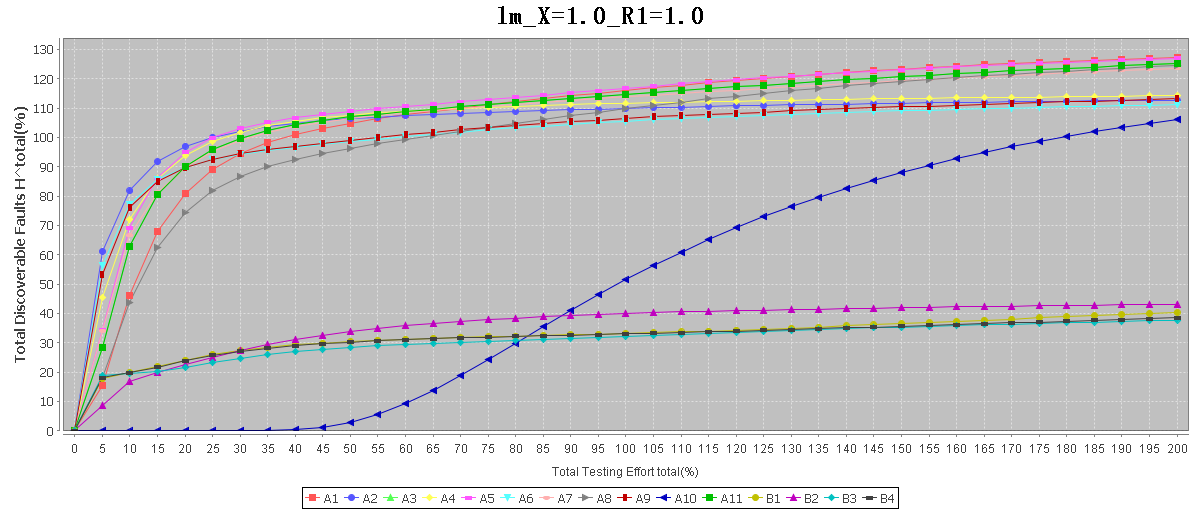 lm_X=1.0_R1=1.0
Total Discoverable Faults H^total(%)
130
120
110
100
90
80
70
60
50
40
30
20
10
0
0 5 10 15 20 25 30 35 40 45 50 55 60 65 70 75 80 85 90 95 100 105 110 115 120 125 130 135 140 145 150 155 160 165 170 175 180 185 190 195 200
Total Testing Effort total(%)
A1 A2 A3 A4 A5 A6 A7 A8 A9 A10 A11 B1 B2 B3 B4